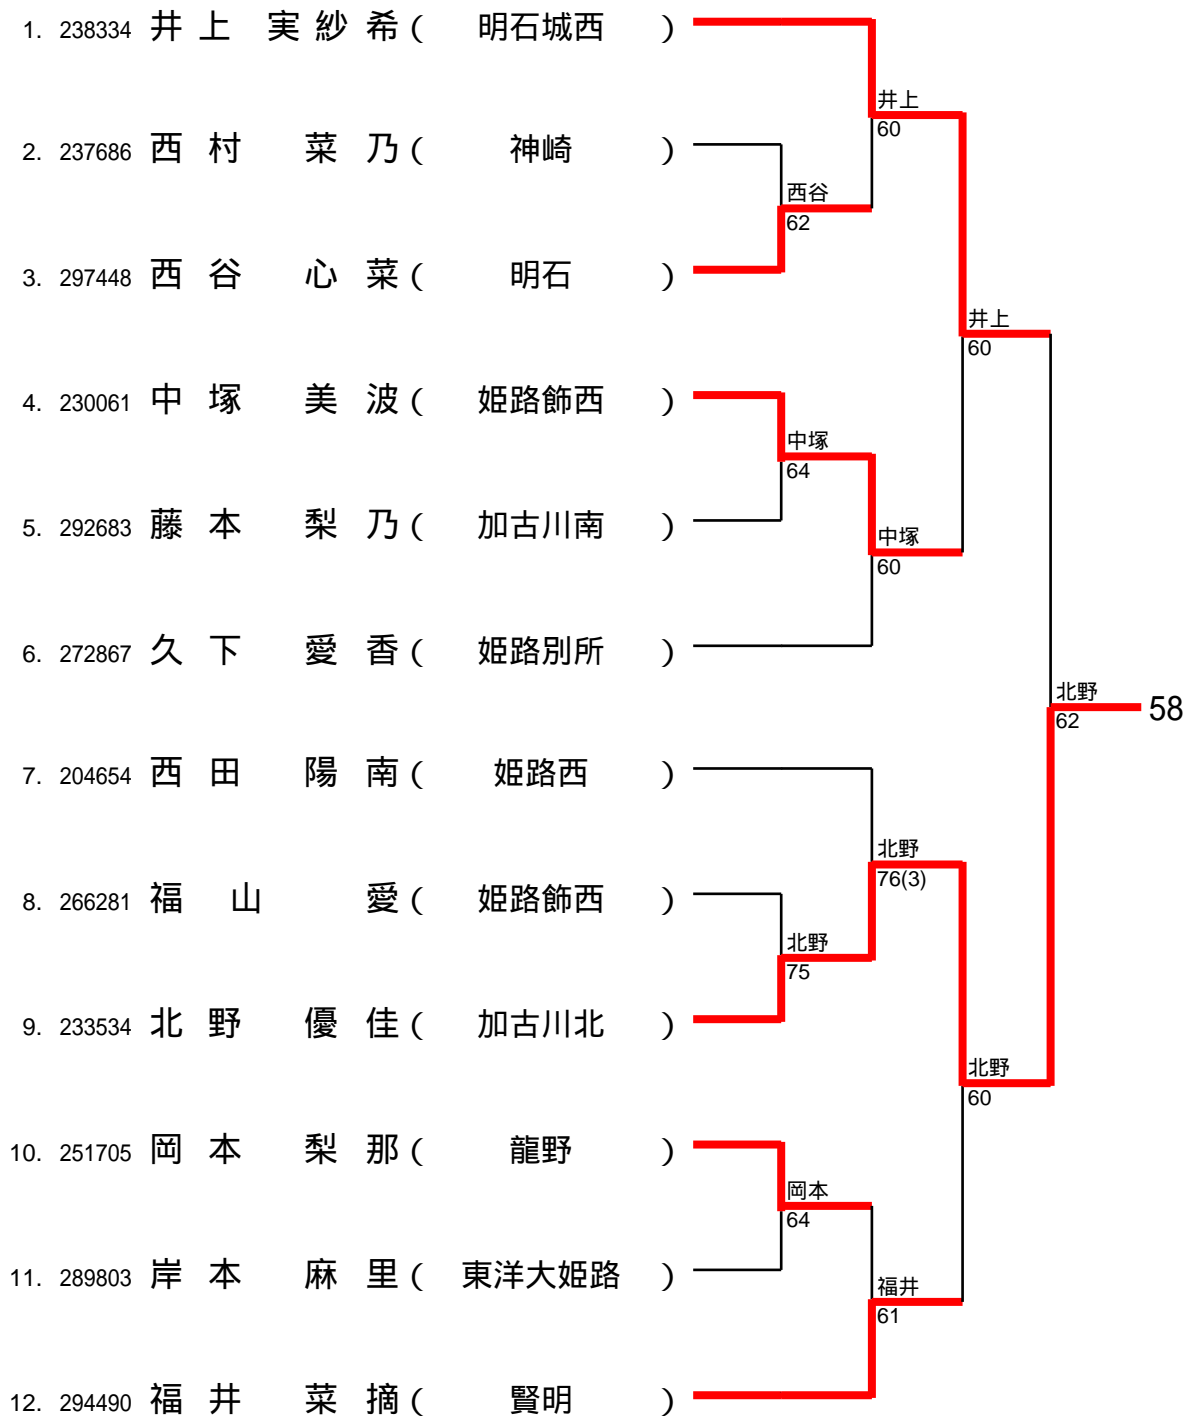 1. 238334 井上 実紗希 ( 明石城西 )
井上
60
2. 237686 西村 菜乃 ( 神崎 )
西谷
62
3. 297448 西谷 心菜 ( 明石 )
井上
60
4. 230061 中塚 美波 ( 姫路飾西 )
中塚
64
5. 292683 藤本 梨乃 ( 加古川南 )
中塚
60
6. 272867 久下 愛香 ( 姫路別所 )
北野
62
58
7. 204654 西田 陽南 ( 姫路西 )
北野
76(3)
8. 266281 福山 愛 ( 姫路飾西 )
北野
75
9. 233534 北野 優佳 ( 加古川北 )
北野
60
10. 251705 岡本 梨那 ( 龍野 )
岡本
64
11. 289803 岸本 麻里 ( 東洋大姫路 )
福井
61
12. 294490 福井 菜摘 ( 賢明 )